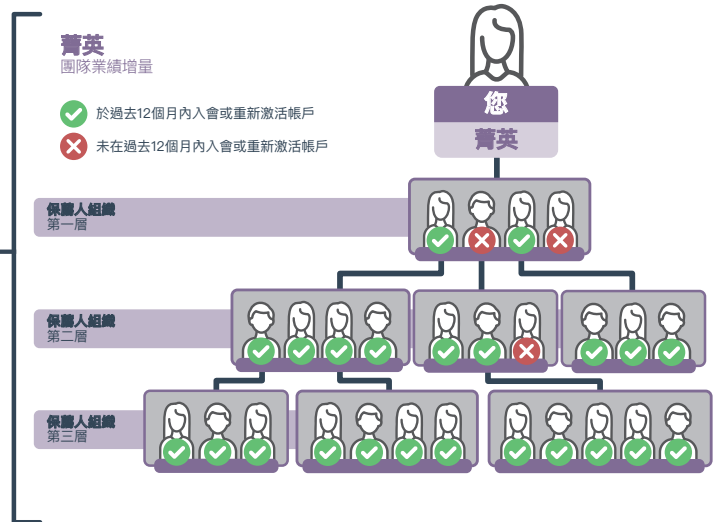 菁英
團隊業績增量
於過去12個月內入會或重新激活帳戶
未在過去12個月內入會或重新激活帳戶
您
菁英
保薦人組織
第一層
保薦人組織
第二層
保薦人組織
第三層